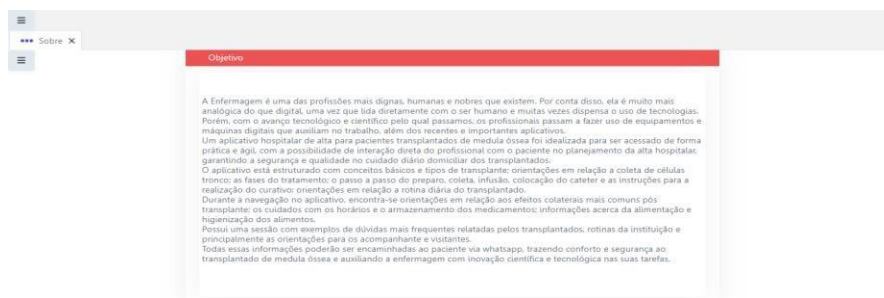 Sobre
Objetivo
A Enfermagem é uma das profissões mais dignas, humanas e nobres que existem. Por conta disso, ela é muito mais
analógica do que digital, uma vez que lida diretamente com o ser humano e muitas vezes dispensa o uso de tecnologias.
Porém, com o avanço tecnológico e científico pelo qual passamos, os profissionais passam a fazer uso de equipamentos e
máquinas digitais que auxiliam no trabalho, além dos recentes e importantes aplicativos.
Um aplicativo hospitalar de alta para pacientes transplantados de medula óssea foi idealizada para ser acessado de forma
prática e ágil, com a possibilidade de interação direta do profissional com o paciente no planejamento da alta hospitalar,
garantindo a segurança e qualidade no cuidado diário domiciliar dos transplantados.
O aplicativo está estruturado com conceitos básicos e tipos de transplante; orientações em relação a coleta de células
tronco; as fases do tratamento; o passo a passo do preparo, coleta, infusão, colocação do cateter e as instruções para a
realização do curativo; orientações em relação a rotina diária do transplantado.
Durante a navegação no aplicativo, encontra-se orientações em relação aos efeitos colaterais mais comuns pós
transplante; os cuidados com os horários e o armazenamento dos medicamentos; informações acerca da alimentação e
higienização dos alimentos.
Possui uma sessão com exemplos de dúvidas mais frequentes relatadas pelos transplantados, rotinas da instituição e
principalmente as orientações para os acompanhante e visitantes.
Todas essas informações poderão ser encaminhadas ao paciente via whatsapp, trazendo conforto e segurança ao
transplantado de medula óssea e auxiliando a enfermagem com inovação científica e tecnológica nas suas tarefas.